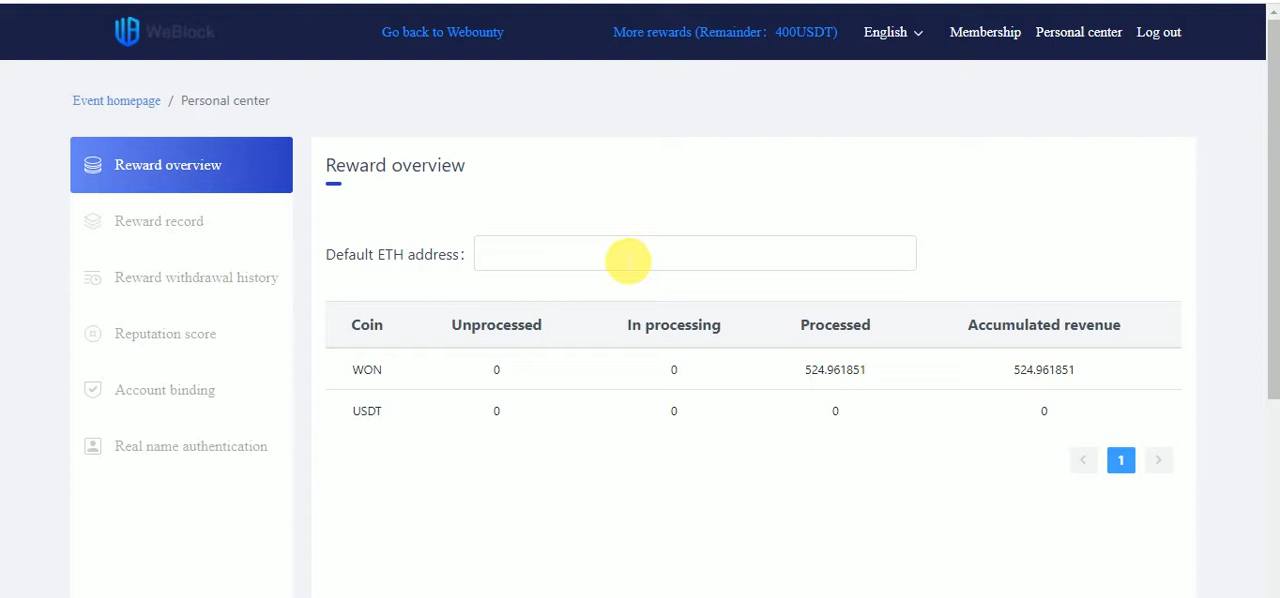 WeBlock
Go back to Webounty
More rewards (Remainder： 400USDT)
English
Membership
Personal center
Log out
Event homepage / Personal center
Reward overview
Reward record
Reward withdrawal history
Reputation score
Account binding
Real name authentication
Reward overview
Default ETH address：
Coin Unprocessed In processing Processed Accumulated revenue
WON 0 0 524.961851 524.961851
USDT 0 0 0 0
< 1 >